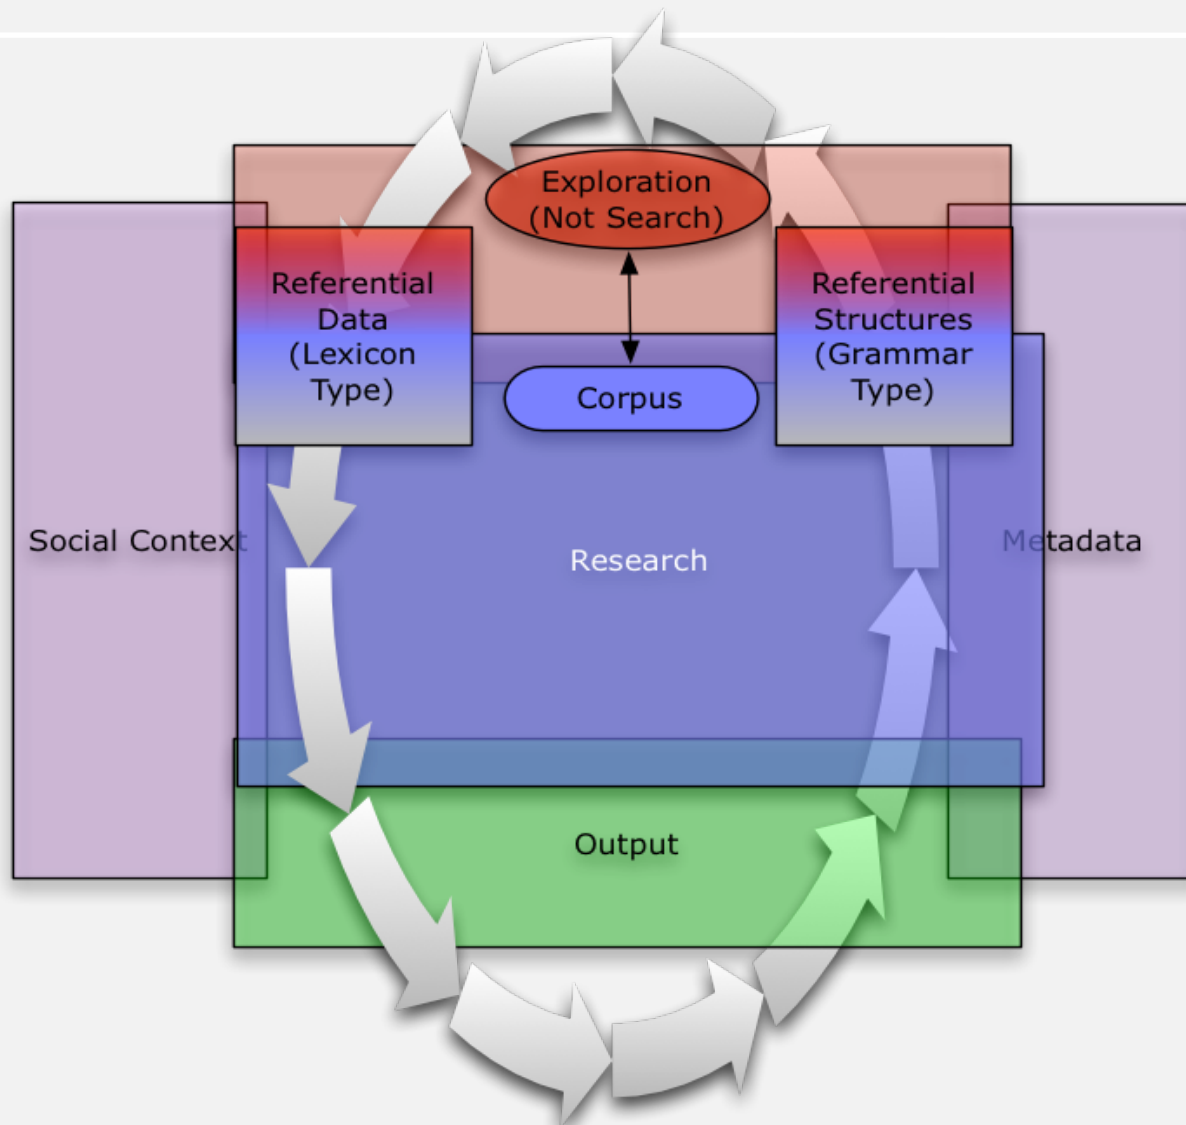 Exploration
(Not Search)
Referential
Data
(Lexicon
Type)
Referential
Structures
(Grammar
Type)
Corpus
Social Context
Research
Metadata
Output